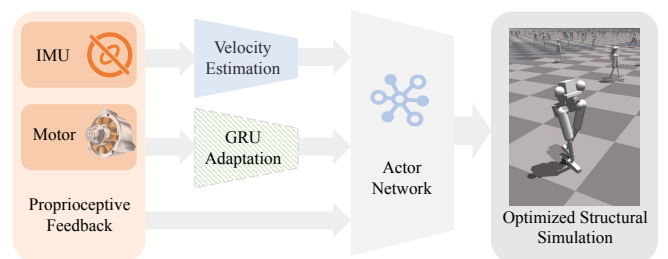 IMU
Motor
Proprioceptive
Feedback
Velocity
Estimation
GRU
Adaptation
Actor
Network
Optimized Structural
Simulation